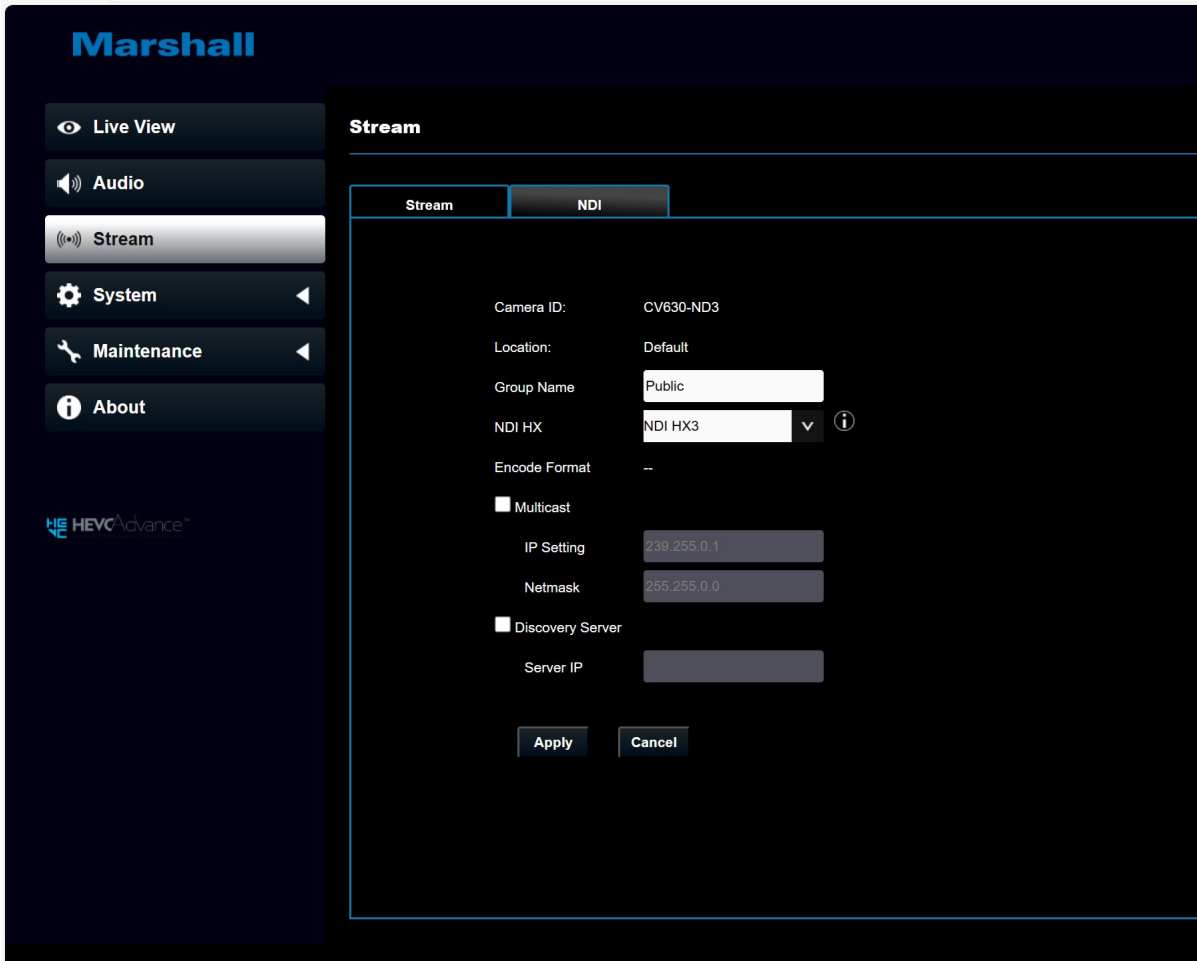 Marshall
Live View
Audio
Stream
System
Maintenance
About
HEVCAdvance™
Stream
Stream NDI
Camera ID: CV630-ND3
Location: Default
Group Name Public
NDI HX NDI HX3
Encode Format --
Multicast
IP Setting 239.255.0.1
Netmask 255.255.0.0
Discovery Server
Server IP
Apply Cancel